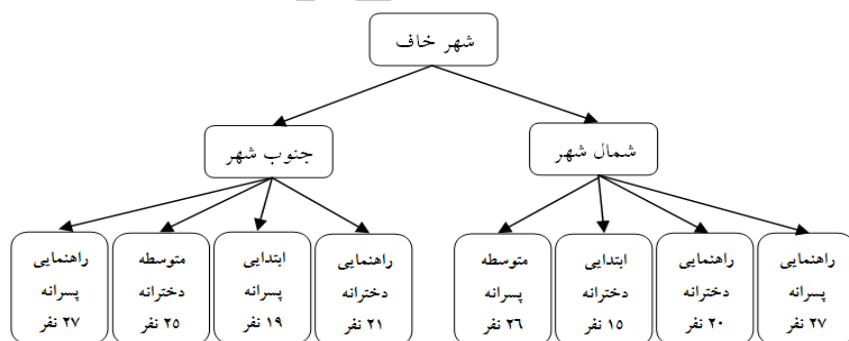 شهر خاف
شمال شهر
جنوب شهر
راهنمایی
پسرانه
۲۷ نفر
راهنمایی
دخترانه
۲۰ نفر
ابتدایی
دخترانه
۱۵ نفر
متوسطه
پسرانه
۲۶ نفر
راهنمایی
دخترانه
۲۱ نفر
ابتدایی
پسرانه
۱۹ نفر
متوسطه
دخترانه
۲۵ نفر
راهنمایی
پسرانه
۲۷ نفر